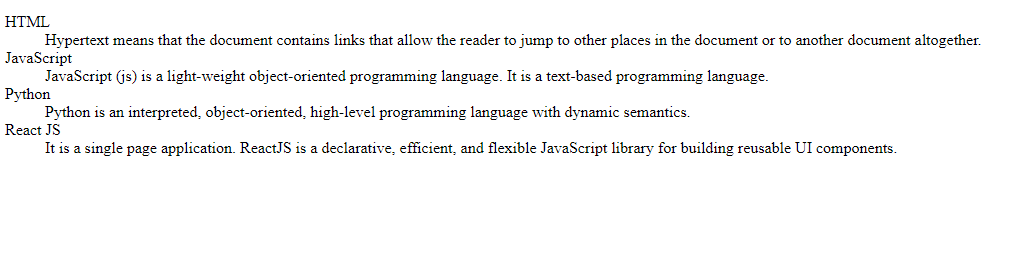 HTML
Hypertext means that the document contains links that allow the reader to jump to other places in the document or to another document altogether.
JavaScript
JavaScript (js) is a light-weight object-oriented programming language. It is a text-based programming language.
Python
Python is an interpreted, object-oriented, high-level programming language with dynamic semantics.
React JS
It is a single page application. ReactJS is a declarative, efficient, and flexible JavaScript library for building reusable UI components.